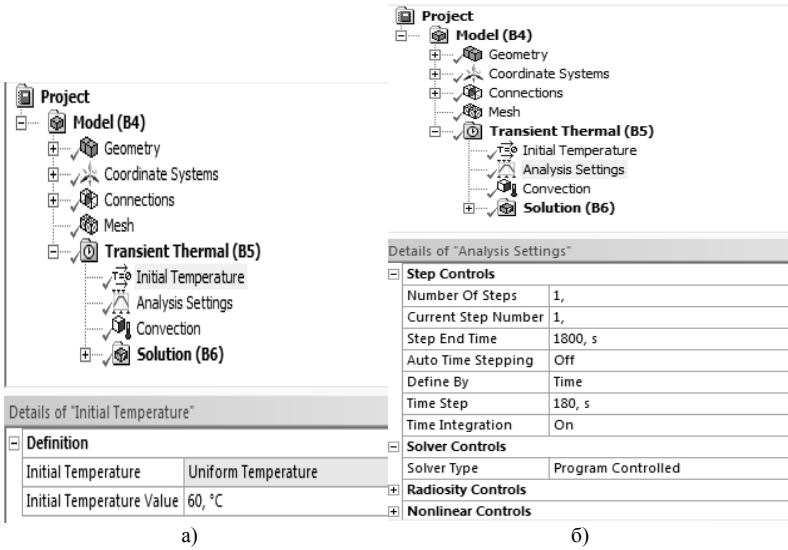 Project
Model (B4)
Geometry
Coordinate Systems
Connections
Mesh
Transient Thermal (B5)
Initial Temperature
Analysis Settings
Convection
Solution (B6)
Details of "Initial Temperature"
Definition
Initial Temperature Uniform Temperature
Initial Temperature Value 60, °C
а)
Project
Model (B4)
Geometry
Coordinate Systems
Connections
Mesh
Transient Thermal (B5)
Initial Temperature
Analysis Settings
Convection
Solution (B6)
Details of "Analysis Settings"
Step Controls
Number Of Steps 1,
Current Step Number 1,
Step End Time 1800, s
Auto Time Stepping Off
Define By Time
Time Step 180, s
Time Integration On
Solver Controls
Solver Type Program Controlled
Radiosity Controls
Nonlinear Controls
б)